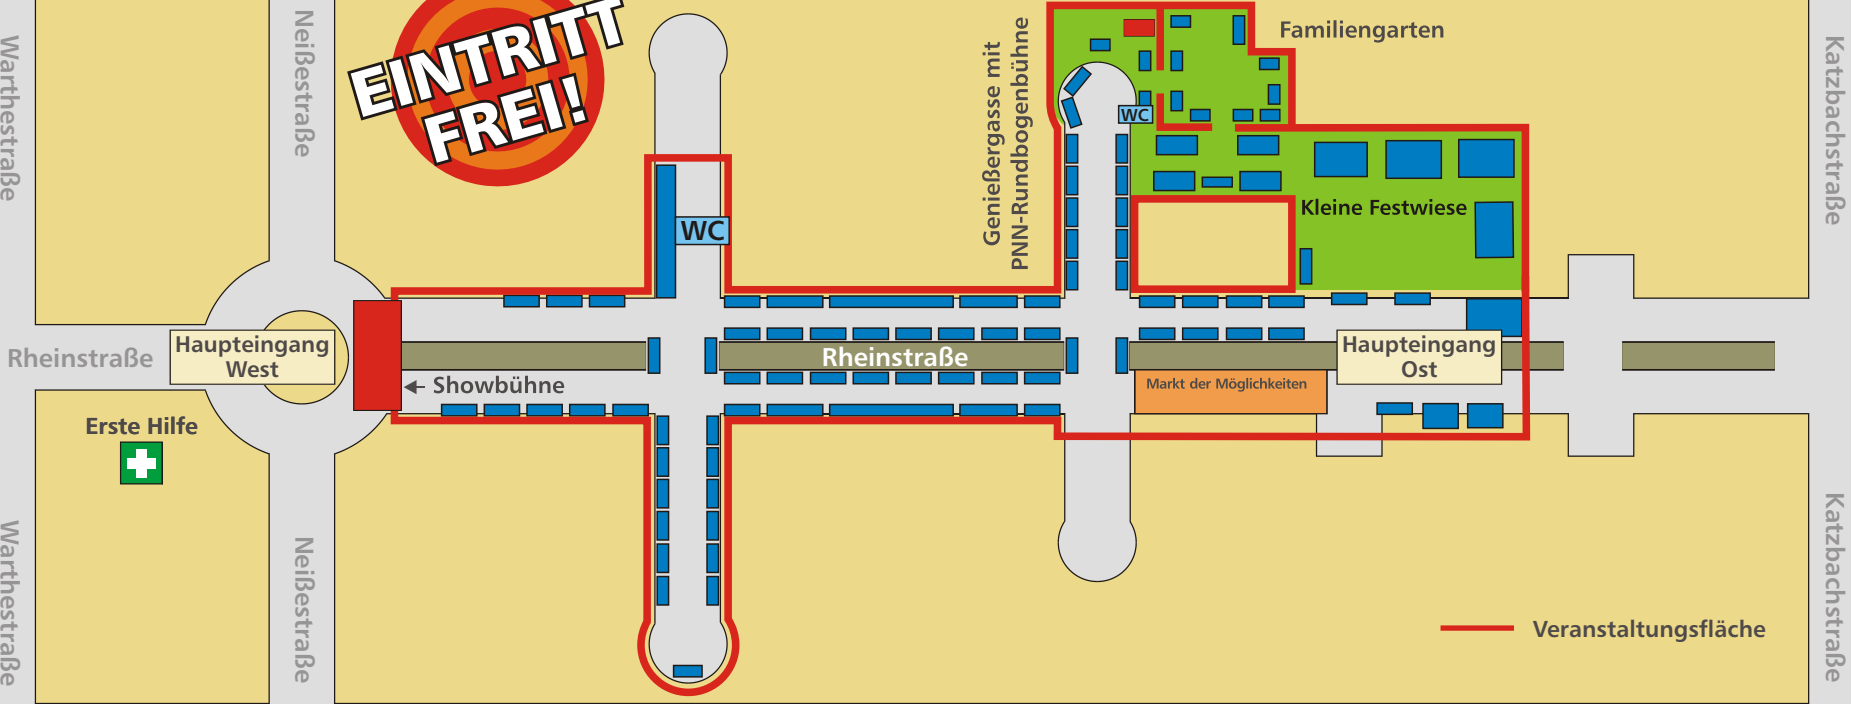 Warthestraße
Neißestraße
EINTRITT
FREI!
Genießergasse mit
PNN-Rundbogenbühne
Familiengarten
Katzbachstraße
WC
WC
Kleine Festwiese
Rheinstraße
Haupteingang
West
Showbühne
Rheinstraße
Markt der Möglichkeiten
Haupteingang
Ost
Erste Hilfe
Warthestraße
Neißestraße
Katzbachstraße
Veranstaltungsfläche